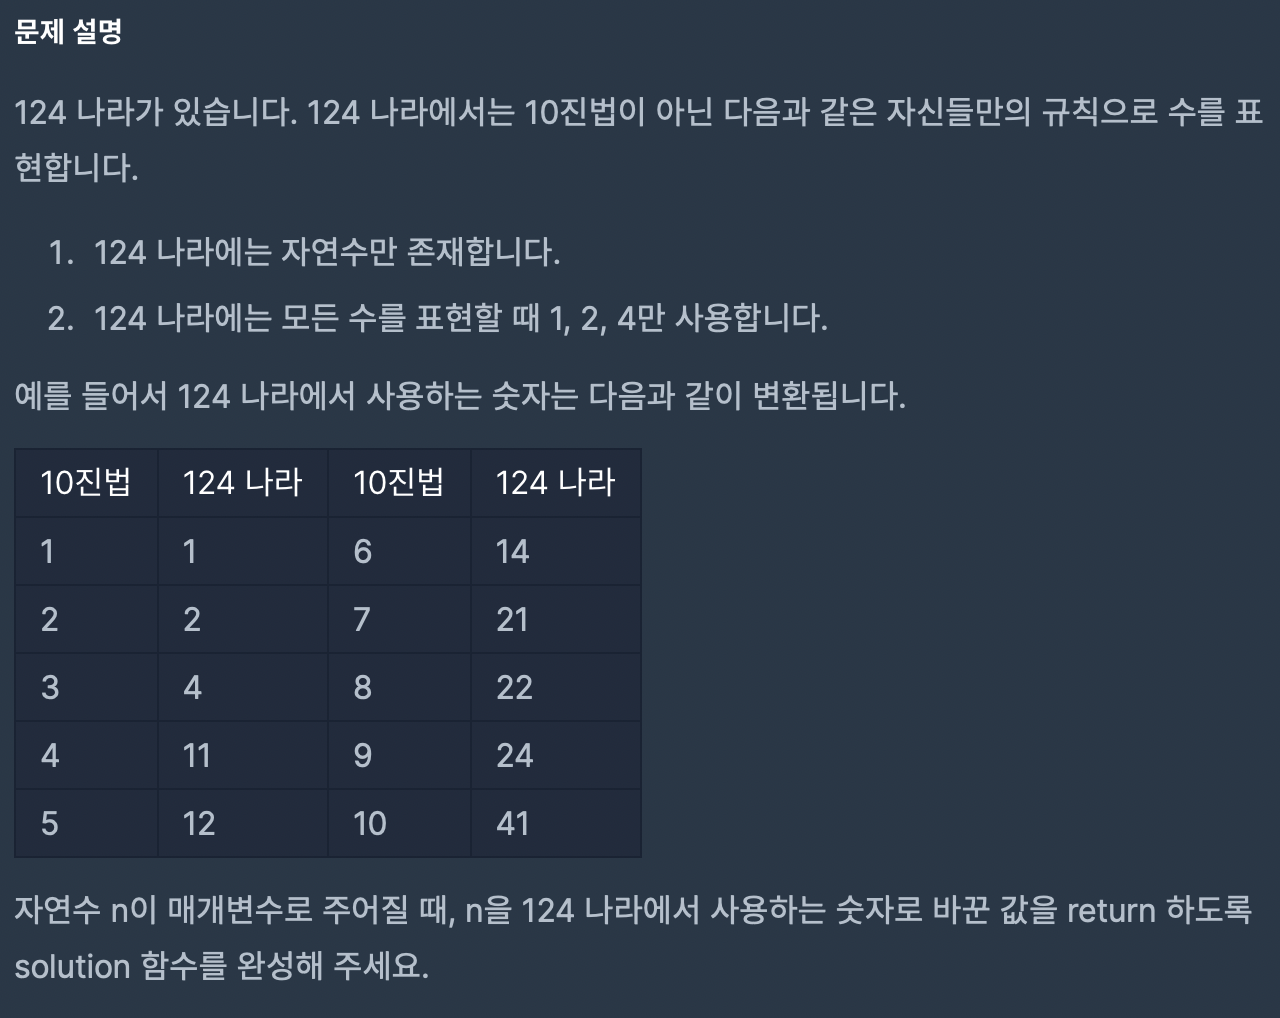 문제 설명
124 나라가 있습니다. 124 나라에서는 10진법이 아닌 다음과 같은 자신들만의 규칙으로 수를 표
현합니다.
1. 124 나라에는 자연수만 존재합니다.
2. 124 나라에는 모든 수를 표현할 때 1, 2, 4만 사용합니다.
예를 들어서 124 나라에서 사용하는 숫자는 다음과 같이 변환됩니다.
10진법 124 나라 10진법 124 나라
1 1 6 14
2 2 7 21
3 4 8 22
4 11 9 24
5 12 10 41
자연수 n이 매개변수로 주어질 때, n을 124 나라에서 사용하는 숫자로 바꾼 값을 return 하도록
solution 함수를 완성해 주세요.